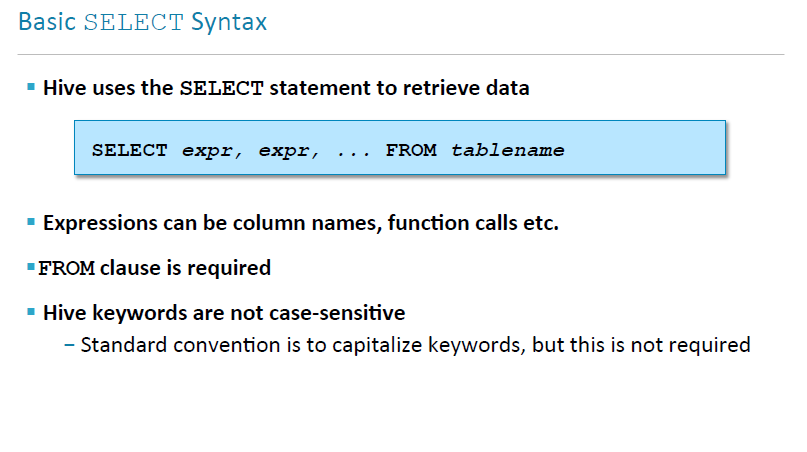 Basic SELECT Syntax
▪ Hive uses the SELECT statement to retrieve data
SELECT expr, expr, ... FROM tablename
▪ Expressions can be column names, function calls etc.
▪ FROM clause is required
▪ Hive keywords are not case-sensitive
– Standard convention is to capitalize keywords, but this is not required